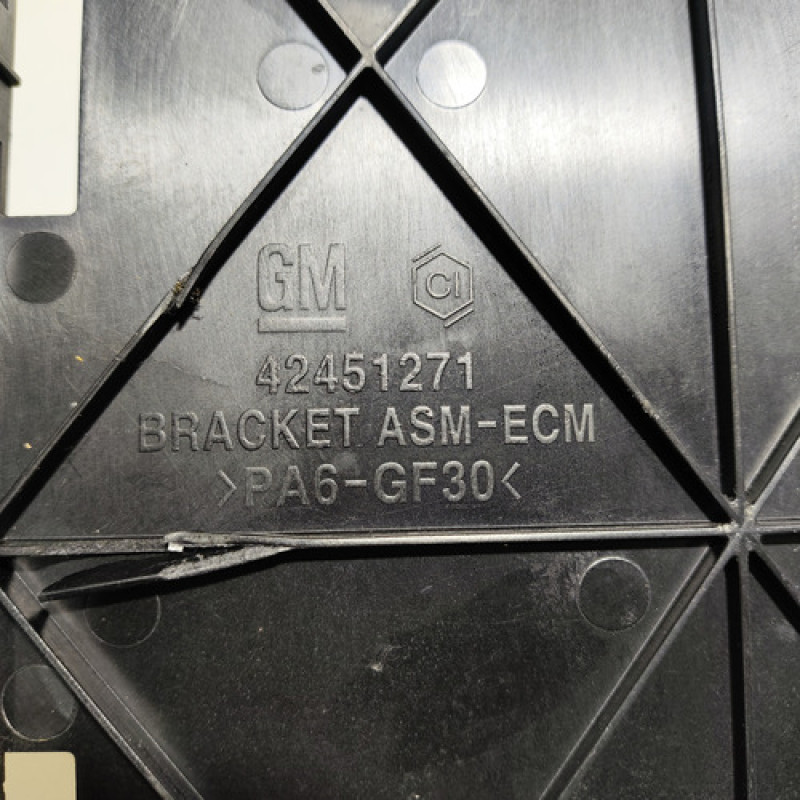 GM CI
42451271
BRACKET ASM-ECM
>PA6-GF30<